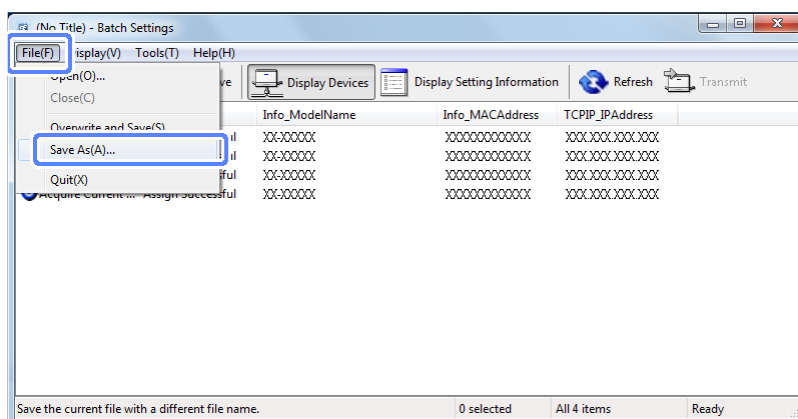 (No Title) - Batch Settings
File(F) Display(V) Tools(T) Help(H)
Open(O)... ve Display Devices Display Setting Information Refresh Transmit
Close(C)
Info_ModelName Info_MACAddress TCPIP_IPAddress
Overwrite and Save(S)
ul XX-XXXXX XXXXXXXXXXXX XXX.XXX.XXX.XXX
Save As(A)...
ul XX-XXXXX XXXXXXXXXXXX XXX.XXX.XXX.XXX
Quit(X) ful XX-XXXXX XXXXXXXXXXXX XXX.XXX.XXX.XXX
Acquire Current ... Assign Successful XX-XXXXX XXXXXXXXXXXX XXX.XXX.XXX.XXX
Save the current file with a different file name. 0 selected All 4 items Ready